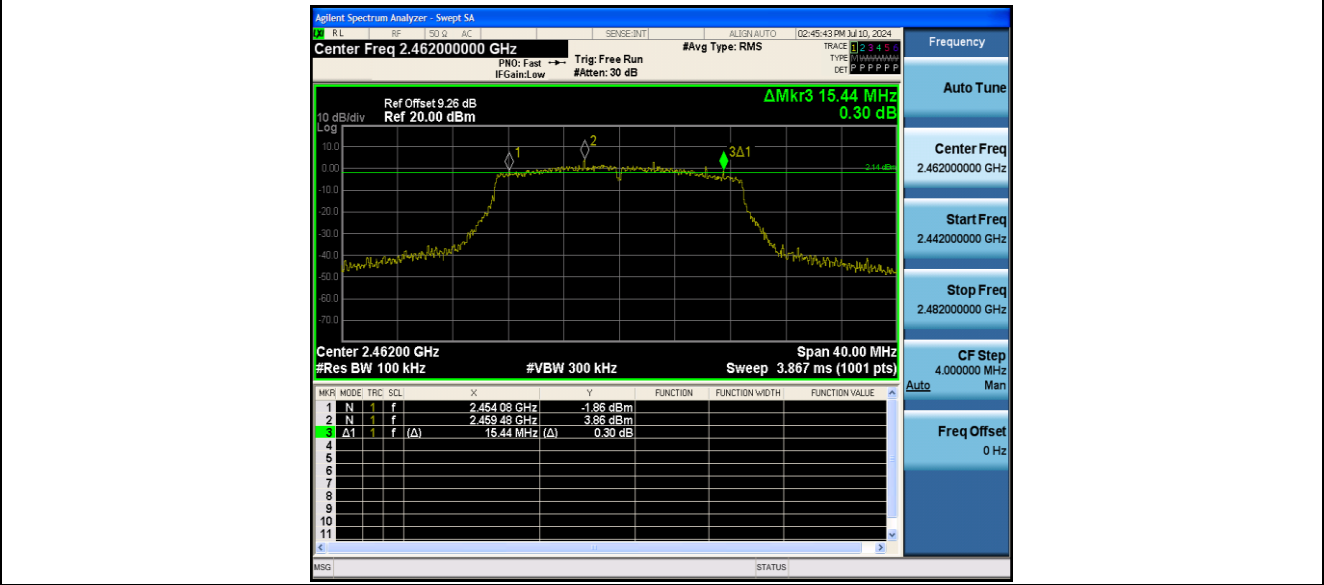 Agilent Spectrum Analyzer - Swept SA
LXI RL RF 50 Ω AC SENSE:INT ALIGN AUTO 02:45:43 PM Jul 10, 2024
Center Freq 2.462000000 GHz
PNO: Fast
IFGain:Low
Trig: Free Run
#Atten: 30 dB
#Avg Type: RMS
TRACE 1 2 3 4 5 6
TYPE M
DET P P P P P P
ΔMkr3 15.44 MHz
0.30 dB
Ref Offset 9.26 dB
10 dB/div Ref 20.00 dBm
Log
10.0
0.00
-10.0
-20.0
-30.0
-40.0
-50.0
-60.0
-70.0
1
2
3Δ1
-2.14 dBm
Center 2.46200 GHz Span 40.00 MHz
#Res BW 100 kHz #VBW 300 kHz Sweep 3.867 ms (1001 pts)
MKR MODE TRC SCL X Y FUNCTION FUNCTION WIDTH FUNCTION VALUE
1 N 1 f 2.454 08 GHz -1.86 dBm
2 N 1 f 2.459 48 GHz 3.86 dBm
3 Δ1 1 f (Δ) 15.44 MHz (Δ) 0.30 dB
4
5
6
7
8
9
10
11
MSG STATUS
Frequency
Auto Tune
Center Freq
2.462000000 GHz
Start Freq
2.442000000 GHz
Stop Freq
2.482000000 GHz
CF Step
4.000000 MHz
Auto Man
Freq Offset
0 Hz